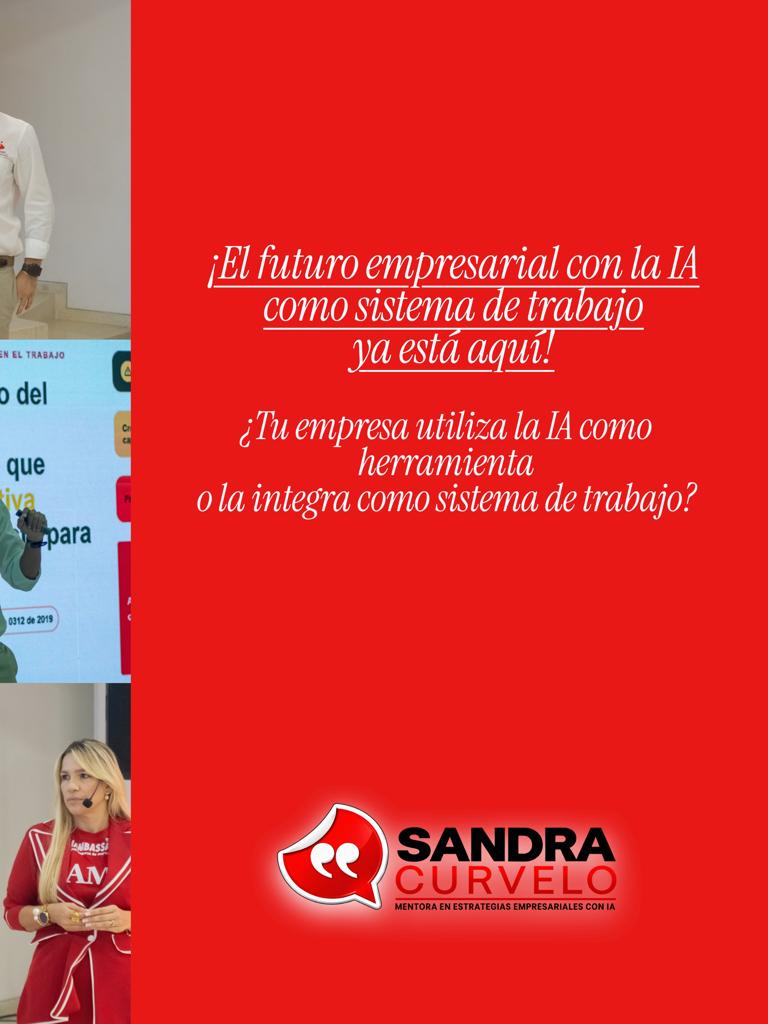 ¡El futuro empresarial con la IA
como sistema de trabajo
ya está aquí!
¿Tu empresa utiliza la IA como
herramienta
o la integra como sistema de trabajo?
EN EL TRABAJO
o del
que
tiva
para
0312 de 2019
AM
SANDRA
CURVELO
MENTORA EN ESTRATEGIAS EMPRESARIALES CON IA